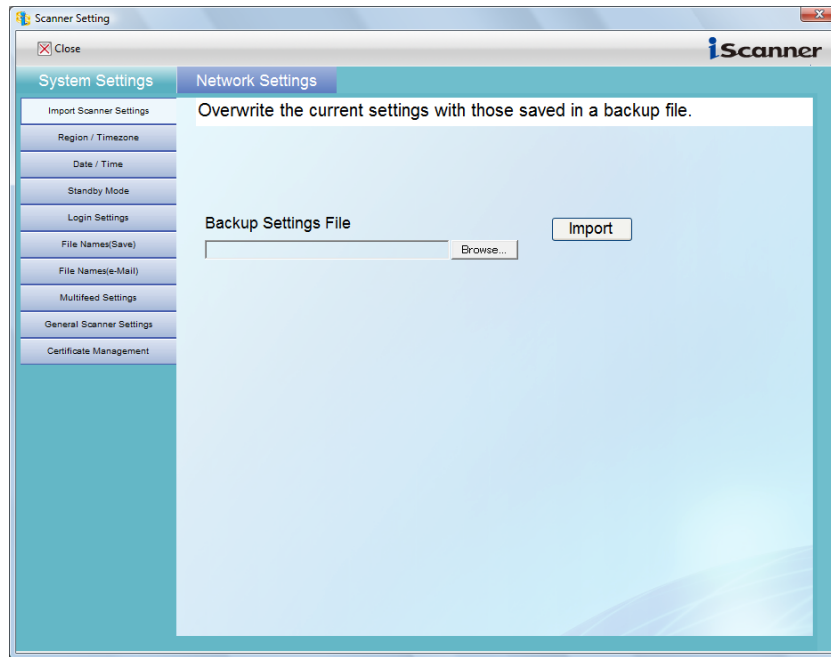 Scanner Setting
Close
iScanner
System Settings
Network Settings
Import Scanner Settings
Region / Timezone
Date / Time
Standby Mode
Login Settings
File Names(Save)
File Names(e-Mail)
Multifeed Settings
General Scanner Settings
Certificate Management
Overwrite the current settings with those saved in a backup file.
Backup Settings File
Browse...
Import